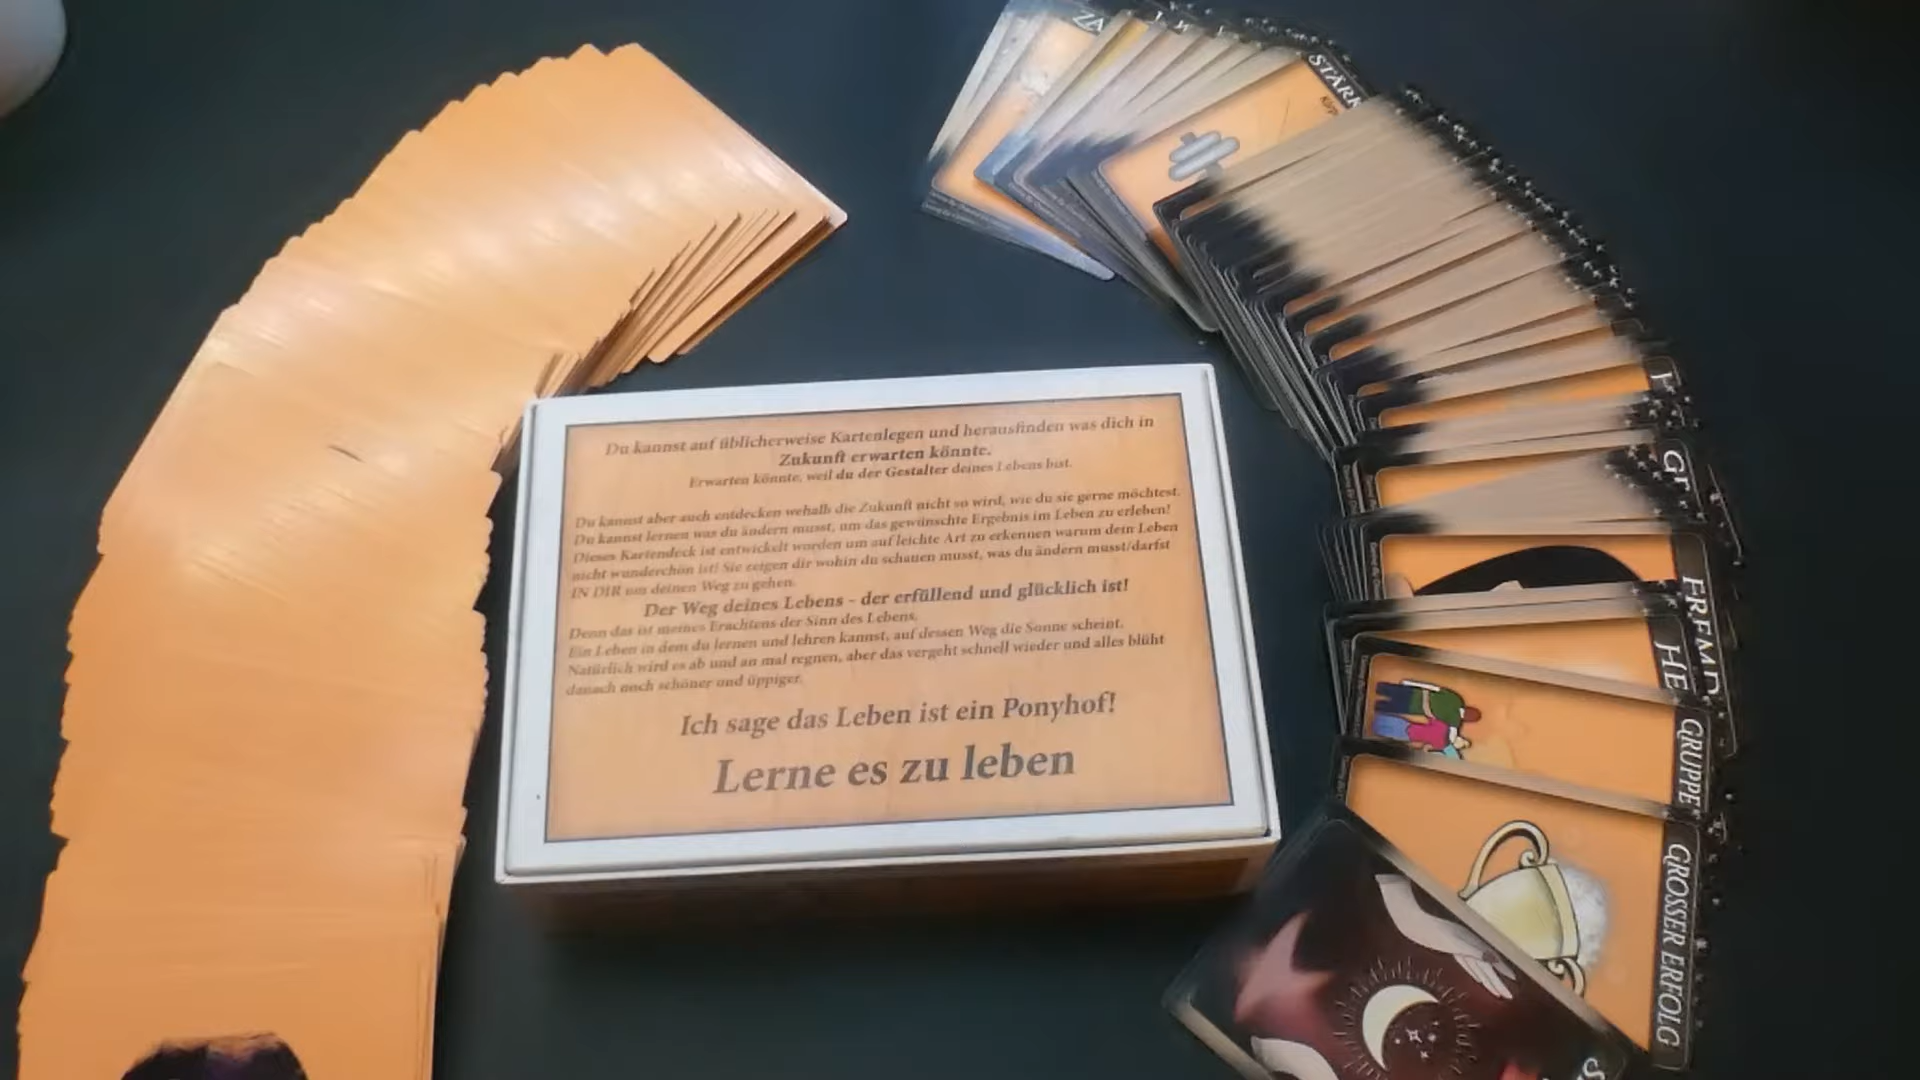 Du kannst auf üblicherweise Kartenlegen und herausfinden was dich in
Zukunft erwarten könnte.
Erwarten könnte, weil du der Gestalter deines Lebens bist.
Du kannst aber auch entdecken wehalb die Zukunft nicht so wird, wie du sie gerne möchtest.
Du kannst lernen was du ändern musst, um das gewünschte Ergebnis im Leben zu erleben!
Dieses Kartendeck ist entwickelt worden um auf leichte Art zu erkennen warum dein Leben
nicht wunderschön ist! Sie zeigen dir wohin du schauen musst, was du ändern musst/darfst
IN DIR um deinen Weg zu gehen.
Der Weg deines Lebens - der erfüllend und glücklich ist!
Denn das ist meines Erachtens der Sinn des Lebens.
Ein Leben in dem du lernen und lehren kannst, auf dessen Weg die Sonne scheint.
Natürlich wird es ab und an mal regnen, aber das vergeht schnell wieder und alles blüht
danach noch schöner und üppiger.
Ich sage das Leben ist ein Ponyhof!
Lerne es zu leben
STÄRK
GR
FREMD
HE
GRUPPE
GROSSER ERFOLG